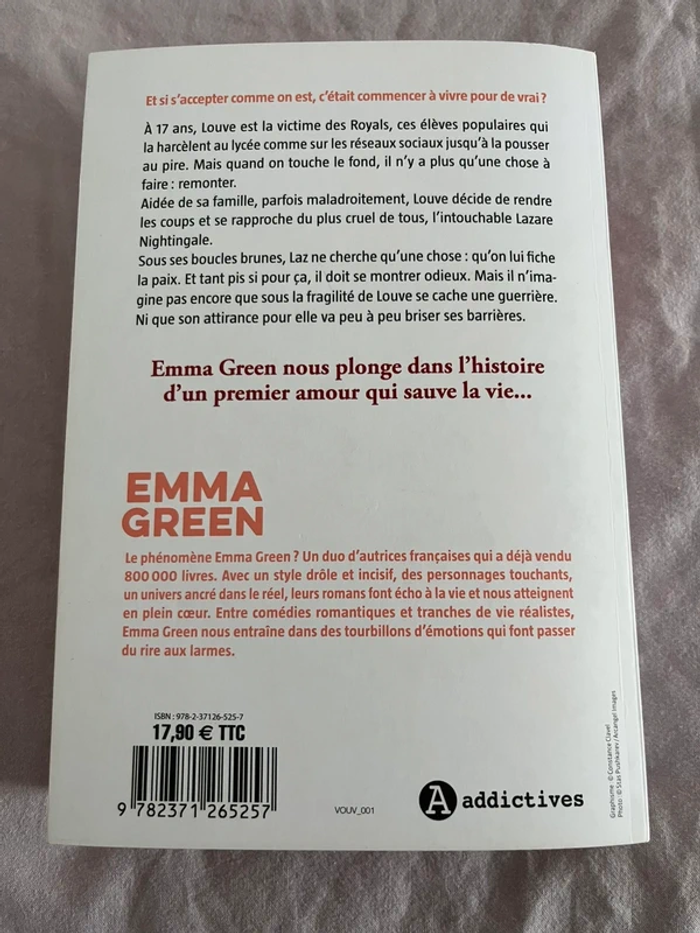 Et si s'accepter comme on est, c'était commencer à vivre pour de vrai ?
À 17 ans, Louve est la victime des Royals, ces élèves populaires qui
la harcèlent au lycée comme sur les réseaux sociaux jusqu'à la pousser
au pire. Mais quand on touche le fond, il n'y a plus qu'une chose à
faire : remonter.
Aidée de sa famille, parfois maladroitement, Louve décide de rendre
les coups et se rapproche du plus cruel de tous, l'intouchable Lazare
Nightingale.
Sous ses boucles brunes, Laz ne cherche qu'une chose : qu'on lui fiche
la paix. Et tant pis si pour ça, il doit se montrer odieux. Mais il n'ima-
gine pas encore que sous la fragilité de Louve se cache une guerrière.
Ni que son attirance pour elle va peu à peu briser ses barrières.
Emma Green nous plonge dans l'histoire
d'un premier amour qui sauve la vie...
EMMA
GREEN
Le phénomène Emma Green ? Un duo d'autrices françaises qui a déjà vendu
800 000 livres. Avec un style drôle et incisif, des personnages touchants,
un univers ancré dans le réel, leurs romans font écho à la vie et nous atteignent
en plein cœur. Entre comédies romantiques et tranches de vie réalistes,
Emma Green nous entraîne dans des tourbillons d'émotions qui font passer
du rire aux larmes.
ISBN : 978-2-37126-525-7
17,90 € TTC
9 782371 265257
VOUV_001
A addictives
Graphisme : © Constance Clavel
Photo : © Stas Pushkarev / Arcangel Images